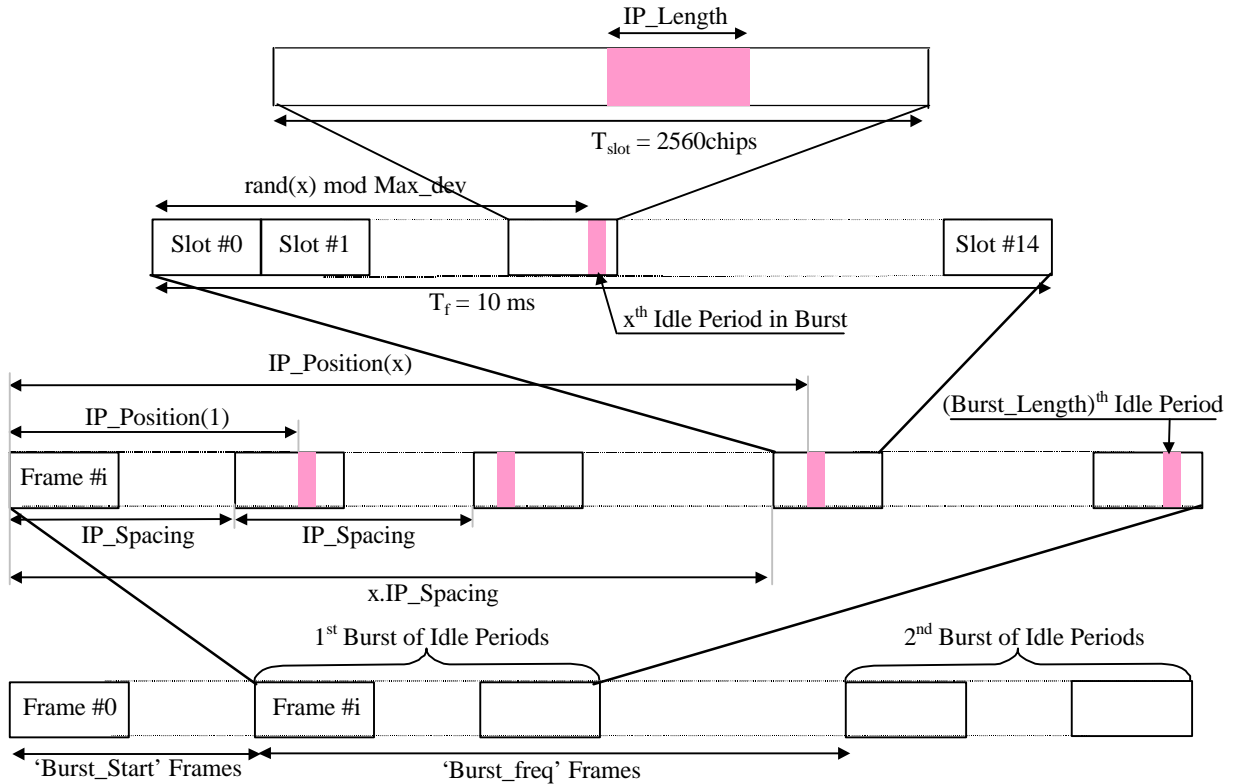 IP_Length
T_slot = 2560chips
rand(x) mod Max_dev
Slot #0 Slot #1 Slot #14
T_f = 10 ms
x^th Idle Period in Burst
IP_Position(x)
(Burst_Length)^th Idle Period
IP_Position(1)
Frame #i
IP_Spacing IP_Spacing
x.IP_Spacing
1^st Burst of Idle Periods 2^nd Burst of Idle Periods
Frame #0 Frame #i
‘Burst_Start’ Frames ‘Burst_freq’ Frames